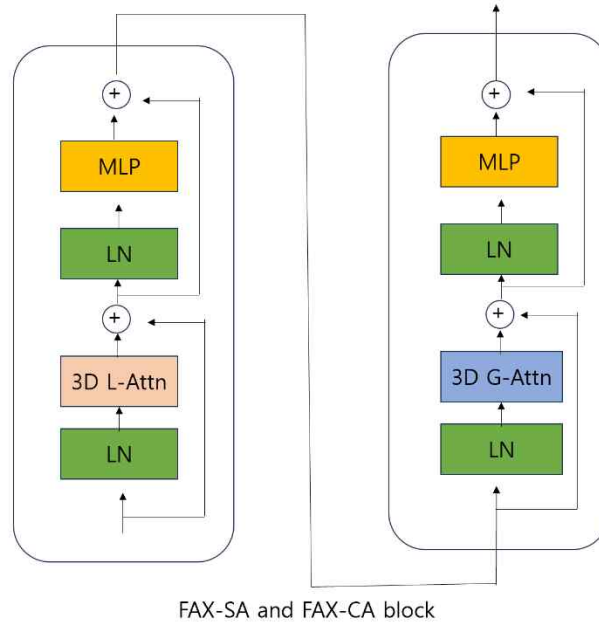 +
MLP
LN
+
3D L-Attn
LN
+
MLP
LN
+
3D G-Attn
LN
FAX-SA and FAX-CA block